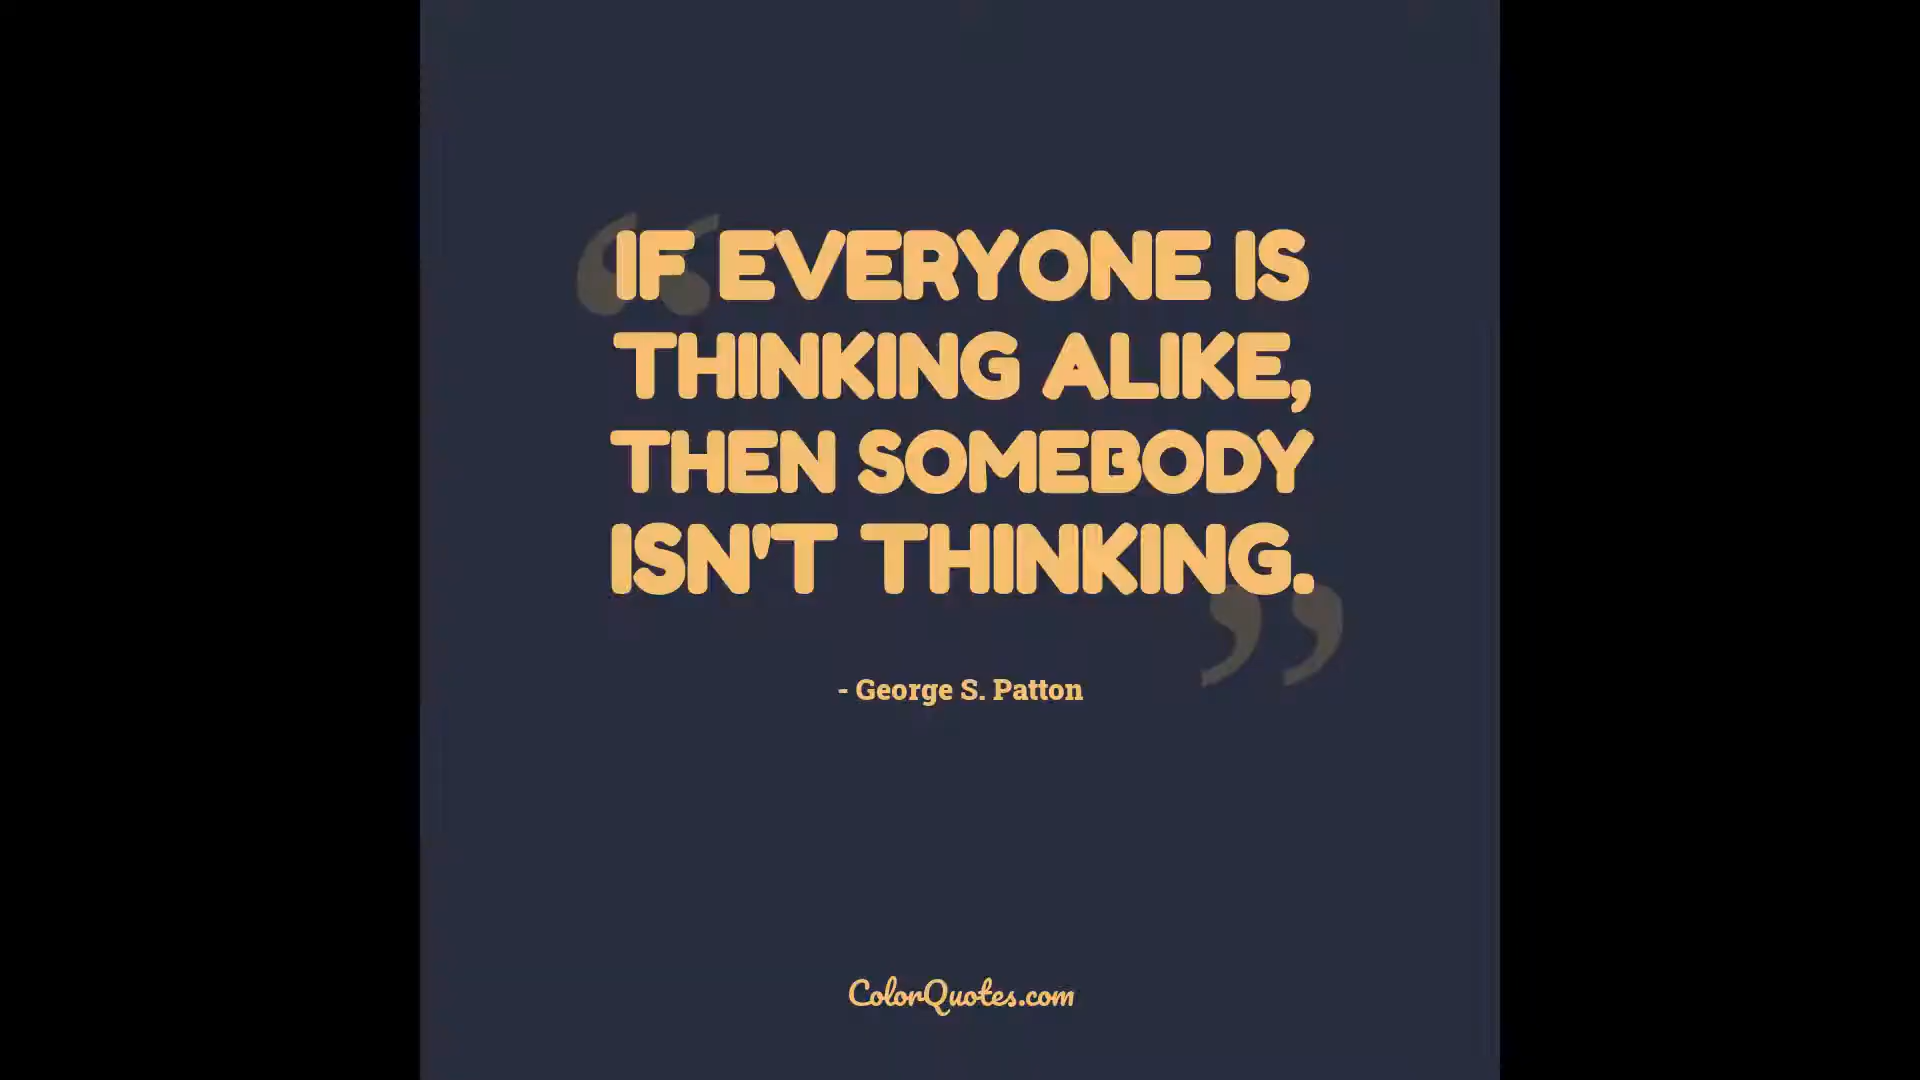 IF EVERYONE IS
THINKING ALIKE,
THEN SOMEBODY
ISN'T THINKING.
- George S. Patton
ColorQuotes.com